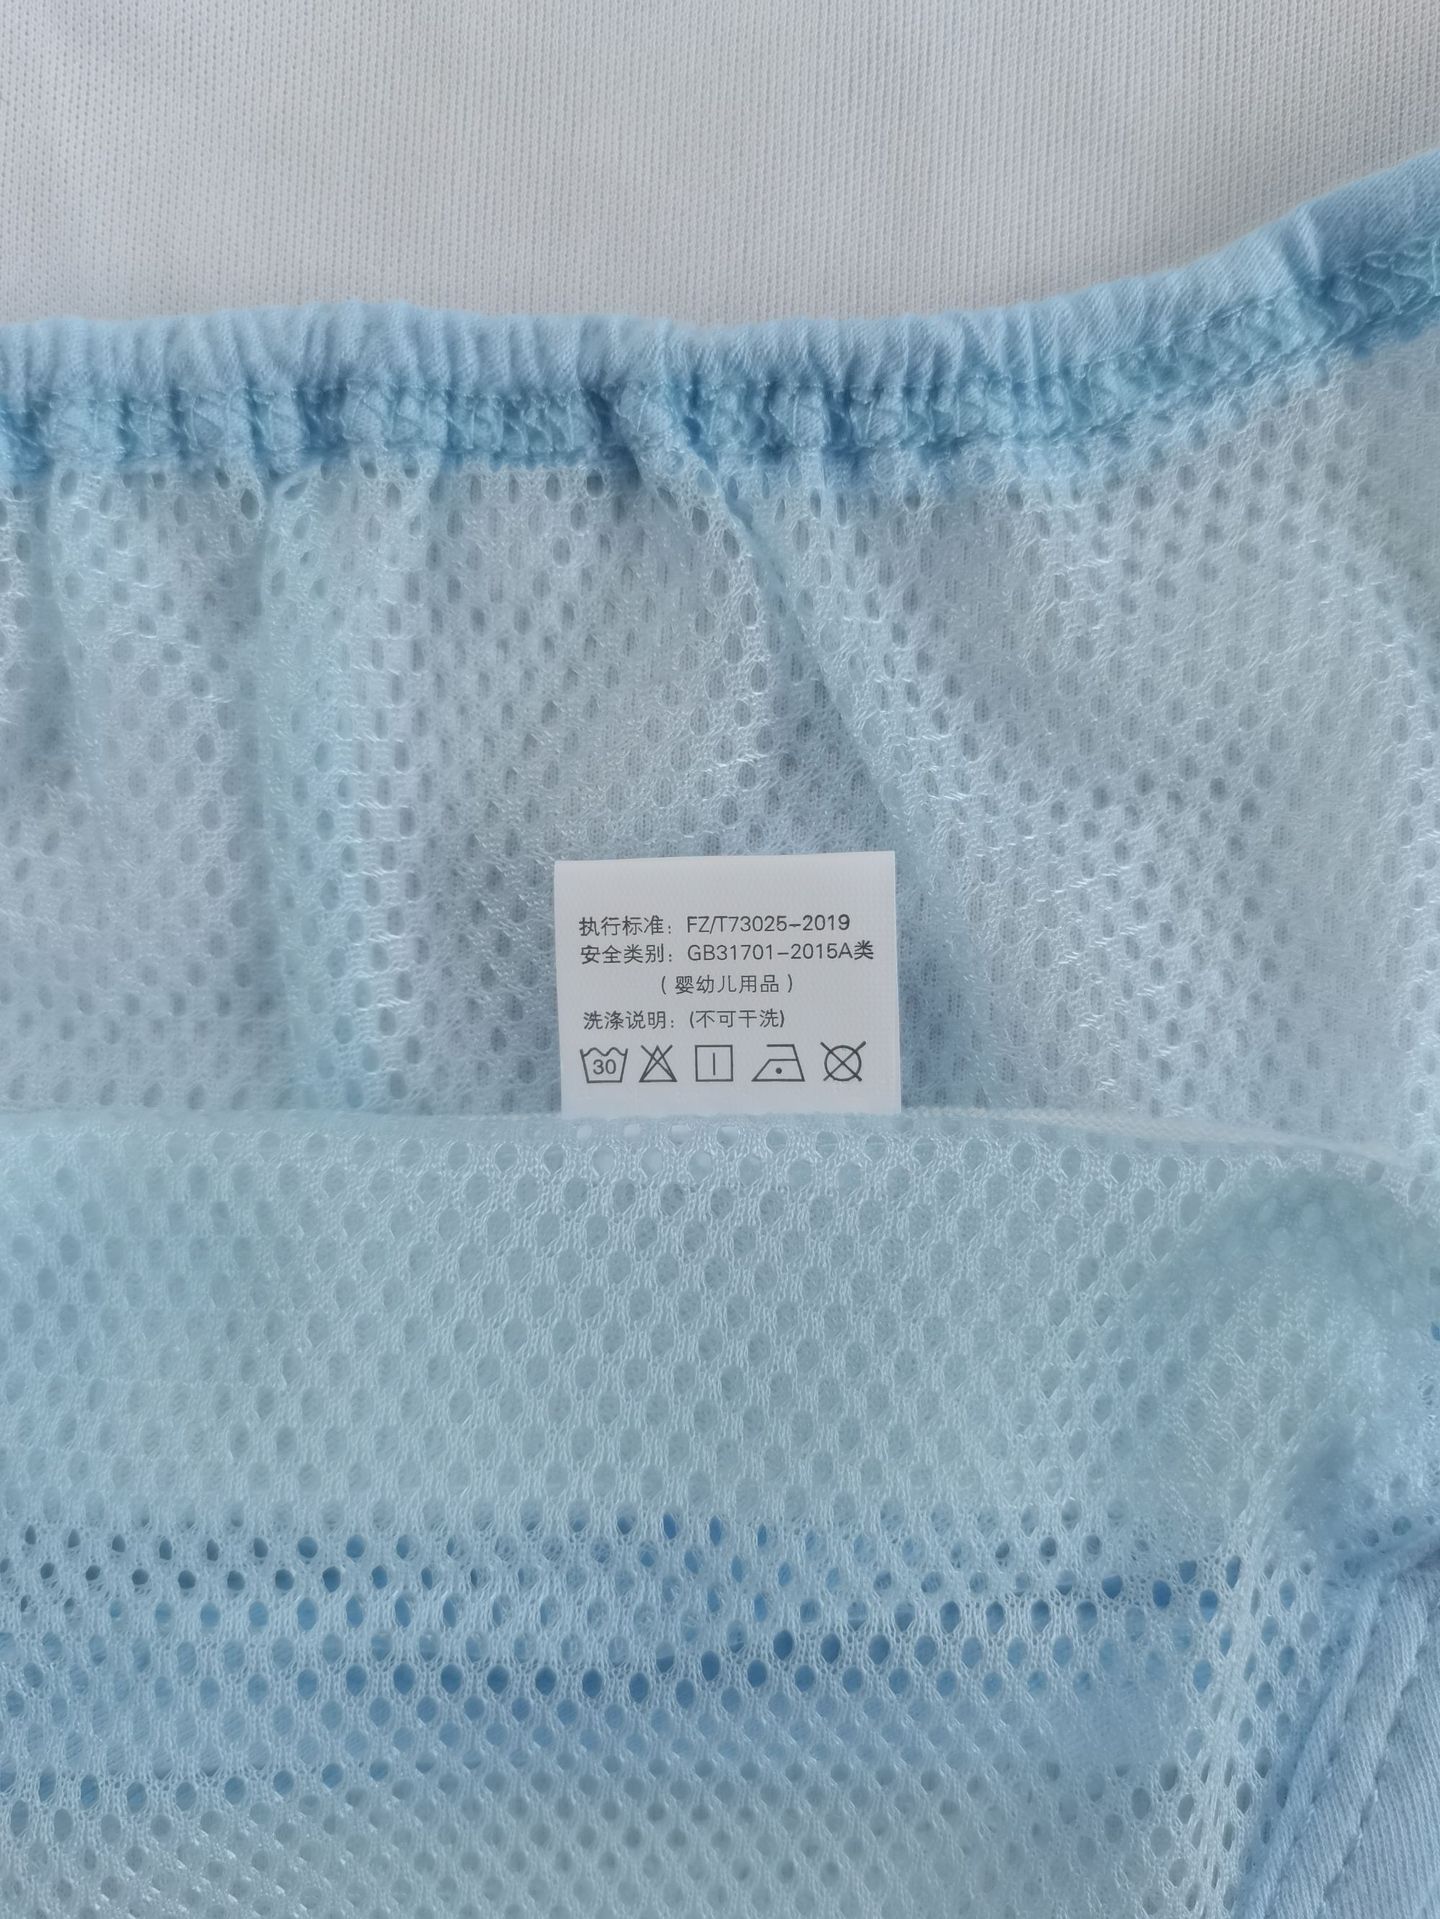 执行标准：FZ/T73025-2019
安全类别：GB31701-2015A类
（婴幼儿用品）
洗涤说明：(不可干洗)
30